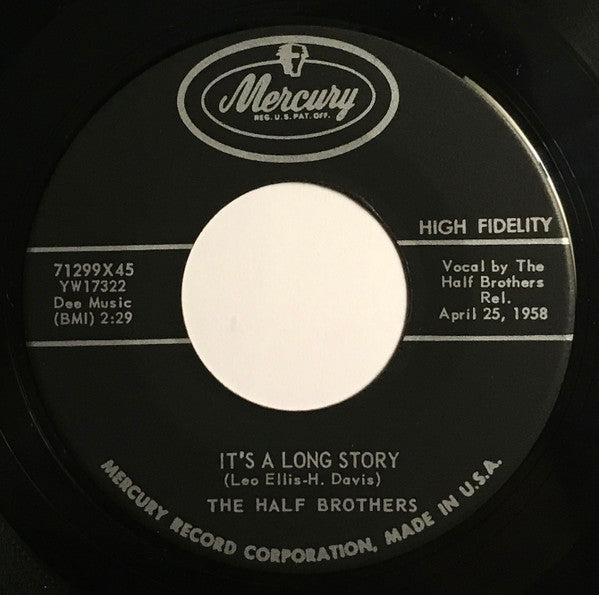 Mercury
REG. U.S. PAT. OFF.
HIGH FIDELITY
71299X45
YW17322
Dee Music
(BMI) 2:29
Vocal by The
Half Brothers
Rel.
April 25, 1958
IT'S A LONG STORY
(Leo Ellis-H. Davis)
THE HALF BROTHERS
MERCURY RECORD CORPORATION, MADE IN U.S.A.